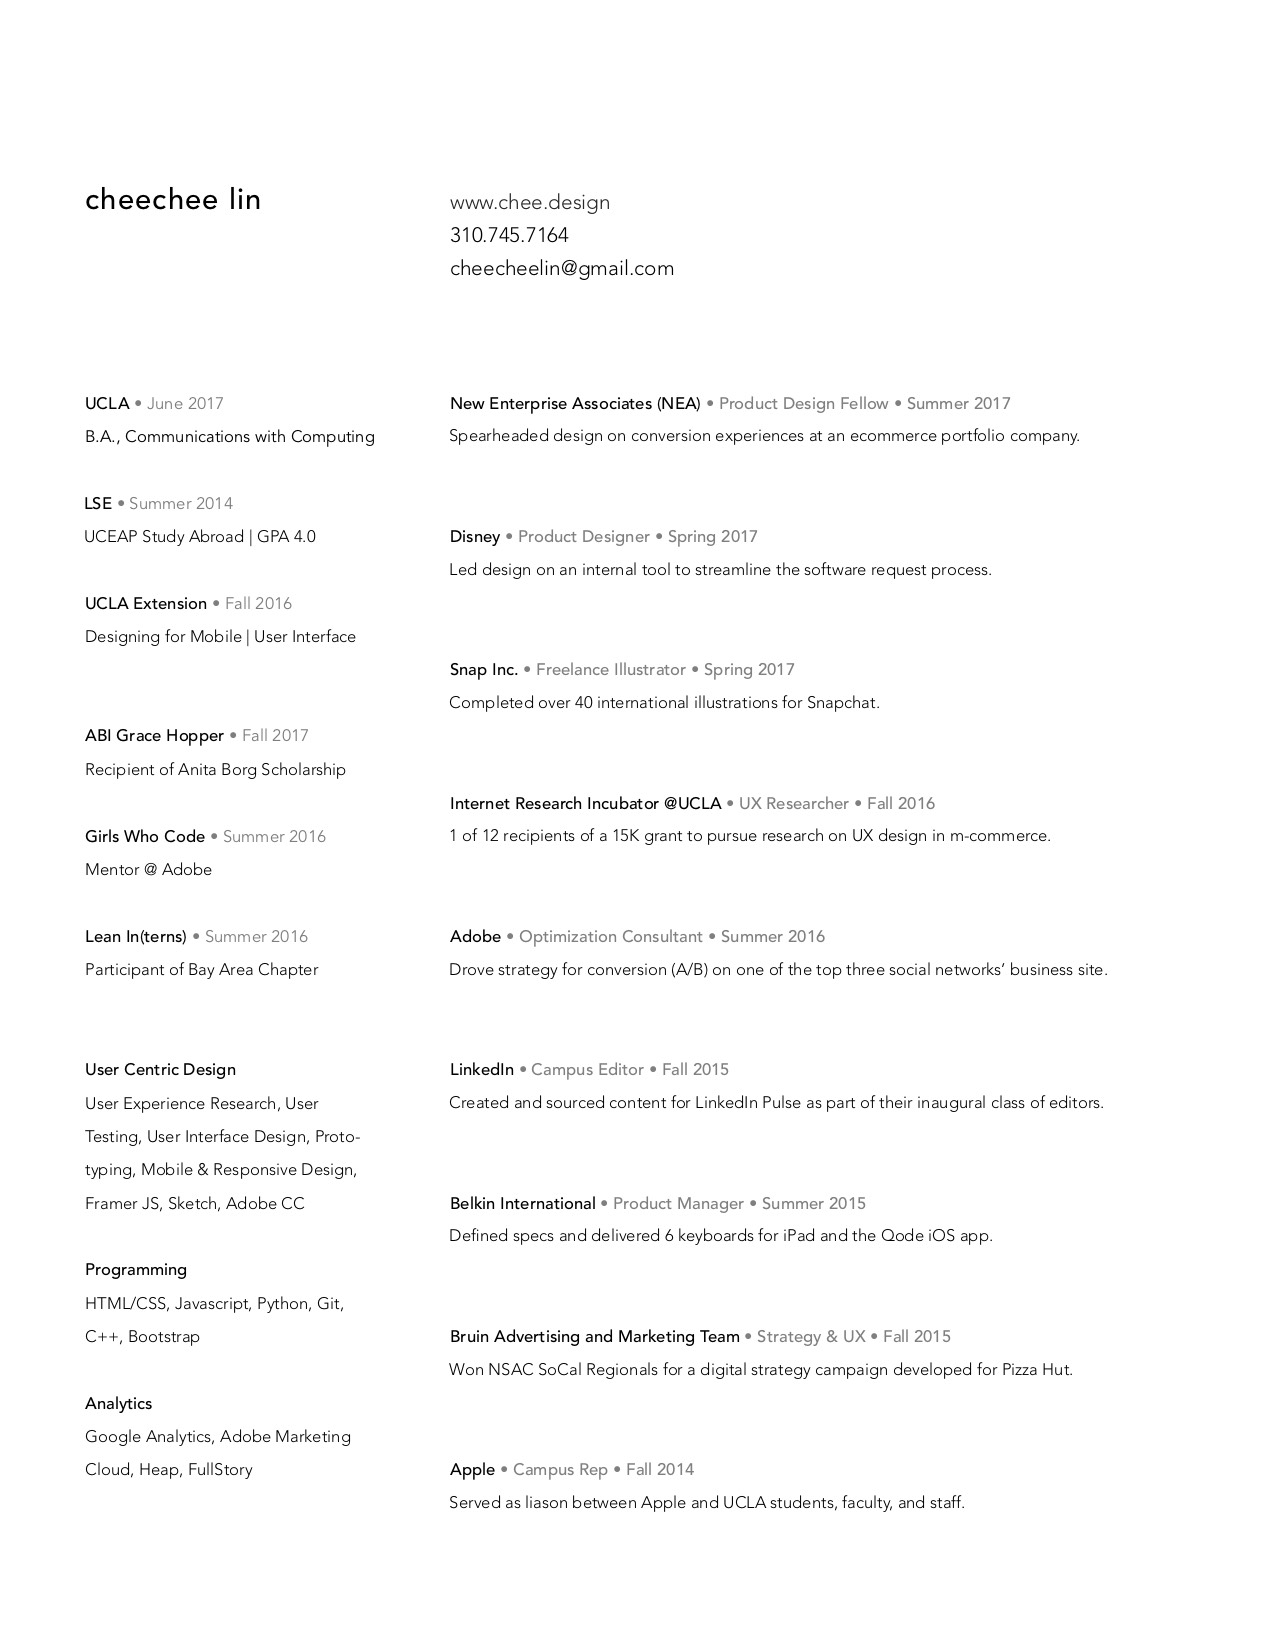 cheechee lin
www.chee.design
310.745.7164
cheecheelin@gmail.com
UCLA • June 2017
B.A., Communications with Computing
LSE • Summer 2014
UCEAP Study Abroad | GPA 4.0
UCLA Extension • Fall 2016
Designing for Mobile | User Interface
ABI Grace Hopper • Fall 2017
Recipient of Anita Borg Scholarship
Girls Who Code • Summer 2016
Mentor @ Adobe
Lean In(terns) • Summer 2016
Participant of Bay Area Chapter
User Centric Design
User Experience Research, User
Testing, User Interface Design, Proto-
typing, Mobile & Responsive Design,
Framer JS, Sketch, Adobe CC
Programming
HTML/CSS, Javascript, Python, Git,
C++, Bootstrap
Analytics
Google Analytics, Adobe Marketing
Cloud, Heap, FullStory
New Enterprise Associates (NEA) • Product Design Fellow • Summer 2017
Spearheaded design on conversion experiences at an ecommerce portfolio company.
Disney • Product Designer • Spring 2017
Led design on an internal tool to streamline the software request process.
Snap Inc. • Freelance Illustrator • Spring 2017
Completed over 40 international illustrations for Snapchat.
Internet Research Incubator @UCLA • UX Researcher • Fall 2016
1 of 12 recipients of a 15K grant to pursue research on UX design in m-commerce.
Adobe • Optimization Consultant • Summer 2016
Drove strategy for conversion (A/B) on one of the top three social networks’ business site.
LinkedIn • Campus Editor • Fall 2015
Created and sourced content for LinkedIn Pulse as part of their inaugural class of editors.
Belkin International • Product Manager • Summer 2015
Defined specs and delivered 6 keyboards for iPad and the Qode iOS app.
Bruin Advertising and Marketing Team • Strategy & UX • Fall 2015
Won NSAC SoCal Regionals for a digital strategy campaign developed for Pizza Hut.
Apple • Campus Rep • Fall 2014
Served as liason between Apple and UCLA students, faculty, and staff.